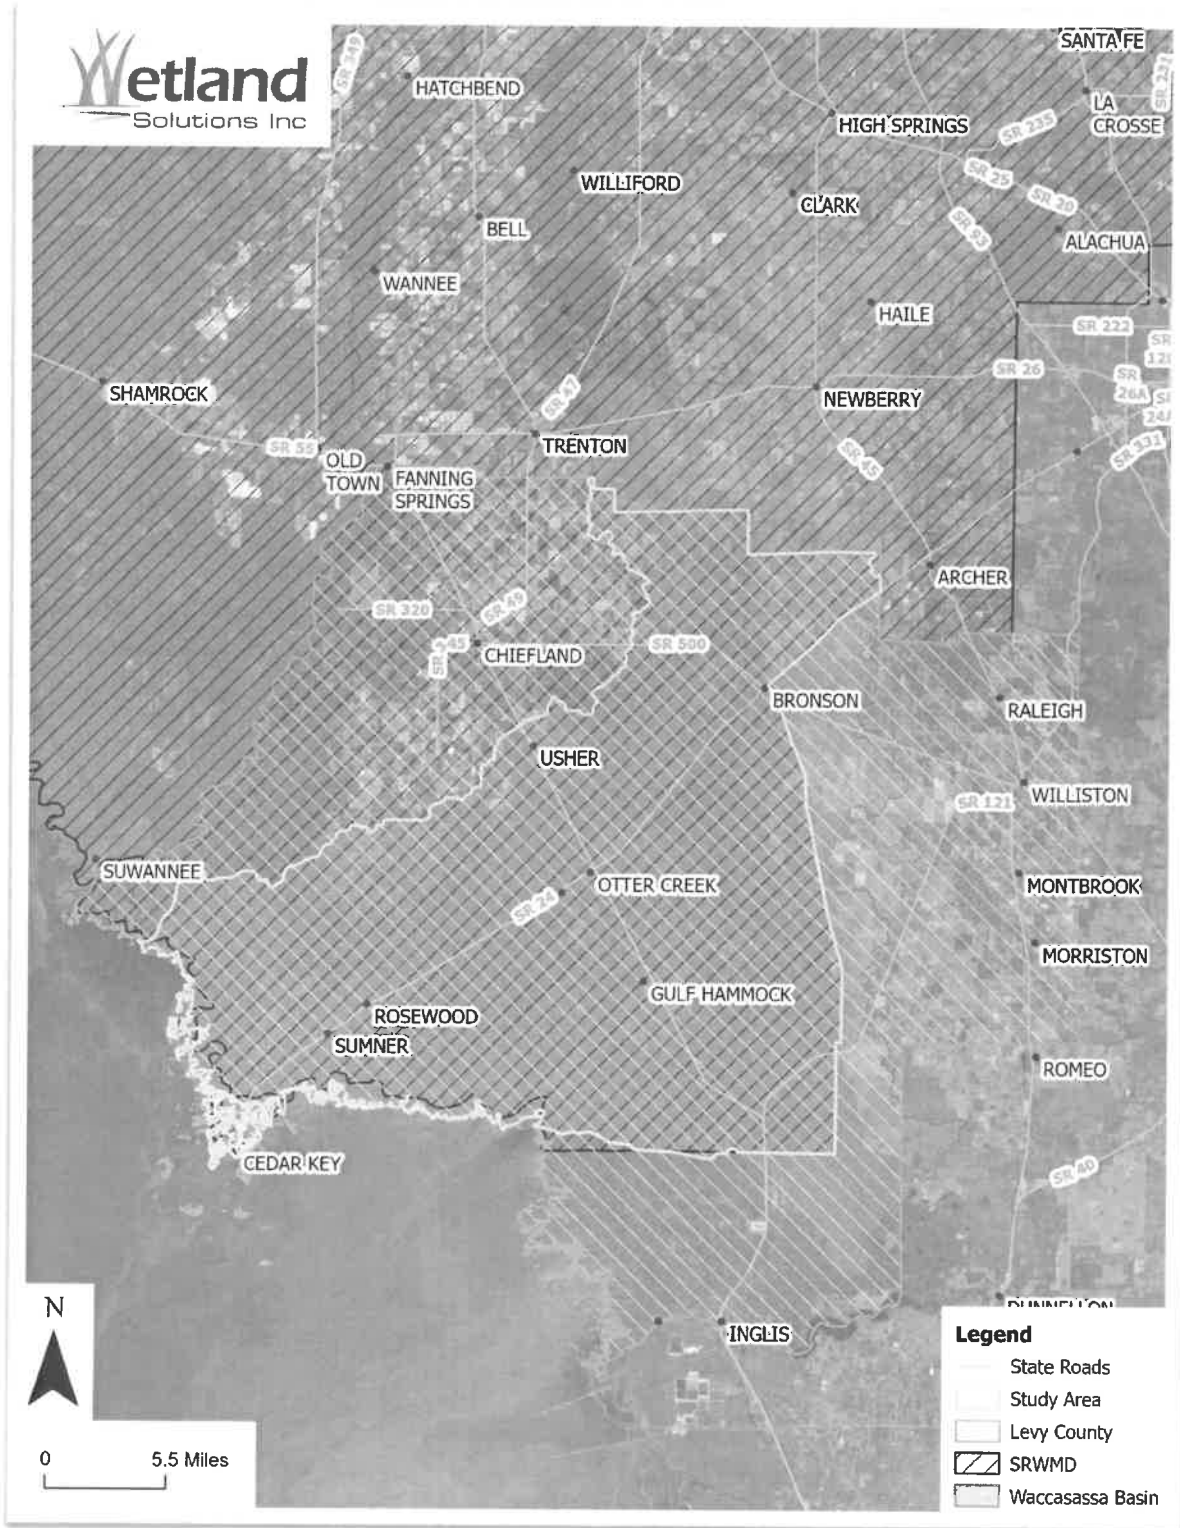 Wetland
Solutions Inc
SR 349
HATCHBEND
SANTA FE
SR 231
LA
CROSSE
HIGH SPRINGS
SR 235
SR 25
SR 20
WILLIFORD
CLARK
BELL
SR 93
ALACHUA
WANNEE
HAILE
SR 222
SR
SR 26
SR
26A
SHAMROCK
SR 47
NEWBERRY
24A
SR 331
SR 55
TRENTON
SR 45
OLD
TOWN
FANNING
SPRINGS
ARCHER
SR 320
SR 49
45
SR 500
CHIEFLAND
BRONSON
RALEIGH
USHER
WILLISTON
SR 121
SUWANNEE
OTTER CREEK
MONTBROOK
SR 24
MORRISTON
GULF HAMMOCK
ROSEWOOD
SUMNER
ROMEO
CEDAR KEY
SR 40
N
DUNNELLON
INGLIS
Legend
State Roads
Study Area
Levy County
SRWMD
Waccasassa Basin
0 5.5 Miles